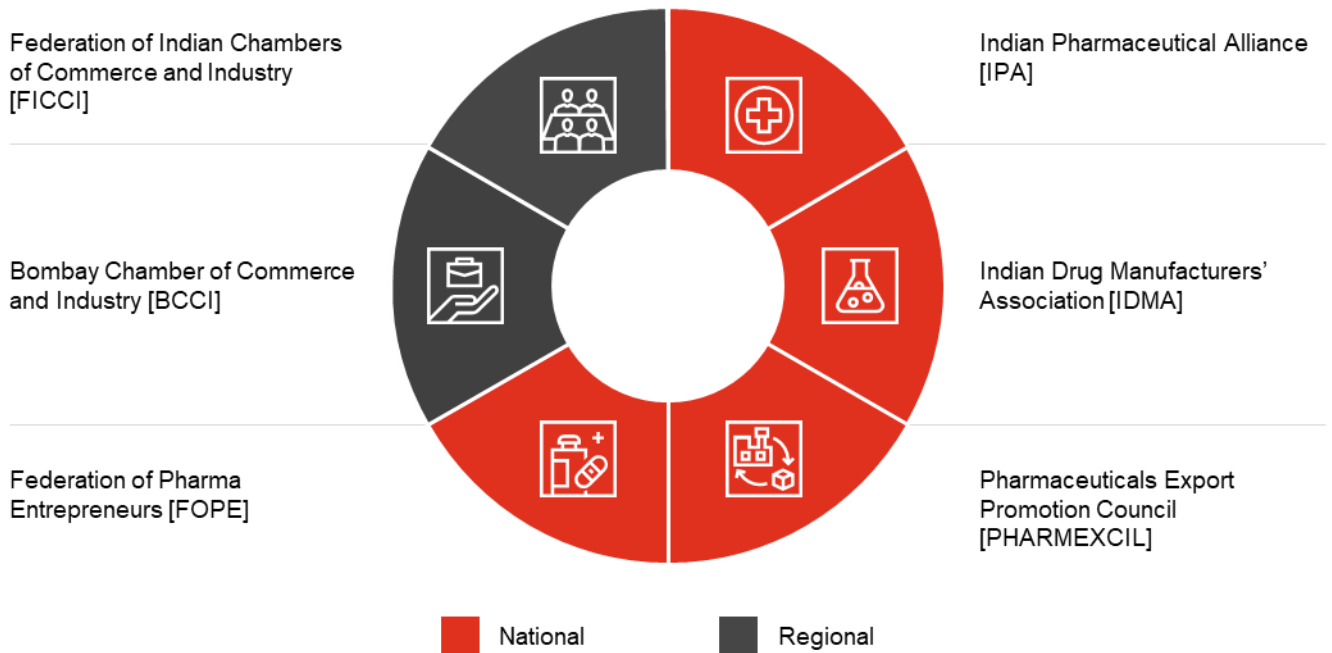 Federation of Indian Chambers
of Commerce and Industry
[FICCI]
Bombay Chamber of Commerce
and Industry [BCCI]
Federation of Pharma
Entrepreneurs [FOPE]
Indian Pharmaceutical Alliance
[IPA]
Indian Drug Manufacturers’
Association [IDMA]
Pharmaceuticals Export
Promotion Council
[PHARMEXCIL]
National
Regional